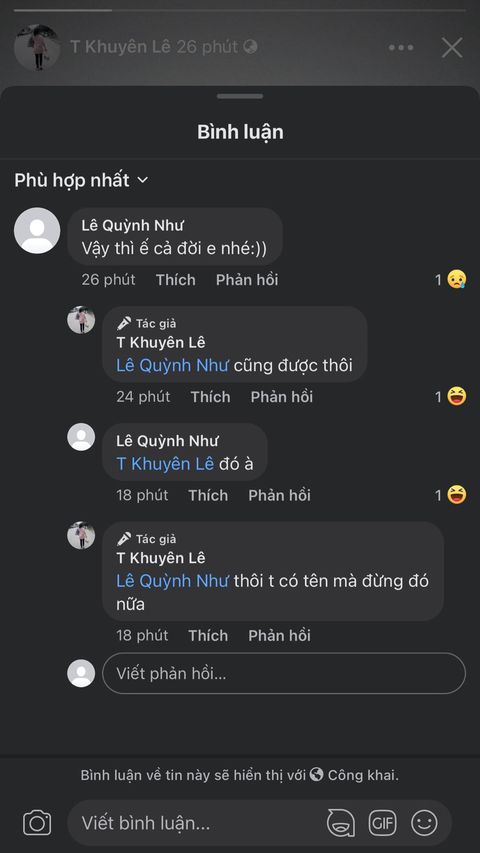 T Khuyên Lê 26 phút
Bình luận
Phù hợp nhất
Lê Quỳnh Như
Vậy thì ế cả đời e nhé:))
26 phút Thích Phản hồi 1
Tác giả
T Khuyên Lê
Lê Quỳnh Như cũng được thôi
24 phút Thích Phản hồi 1
Lê Quỳnh Như
T Khuyên Lê đó à
18 phút Thích Phản hồi 1
Tác giả
T Khuyên Lê
Lê Quỳnh Như thôi t có tên mà đừng đó
nữa
18 phút Thích Phản hồi
Viết phản hồi...
Bình luận về tin này sẽ hiển thị với Công khai.
Viết bình luận... GIF